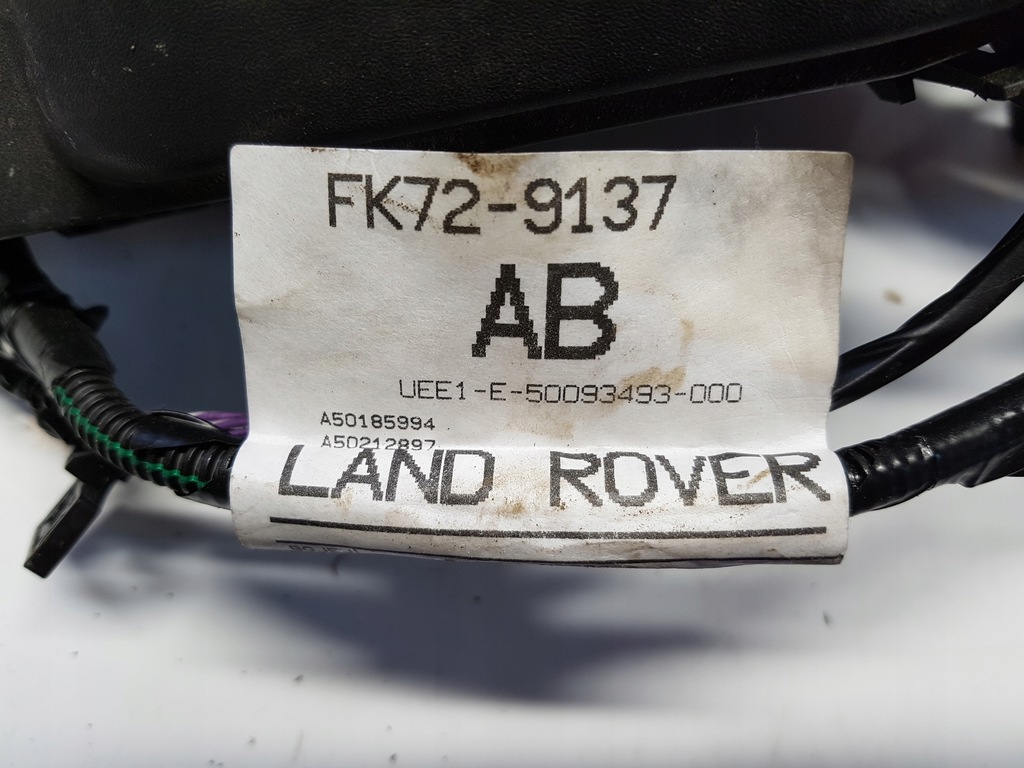 FK72-9137
AB
UEE1-E-50093493-000
A50185994
A50212897
LAND ROVER